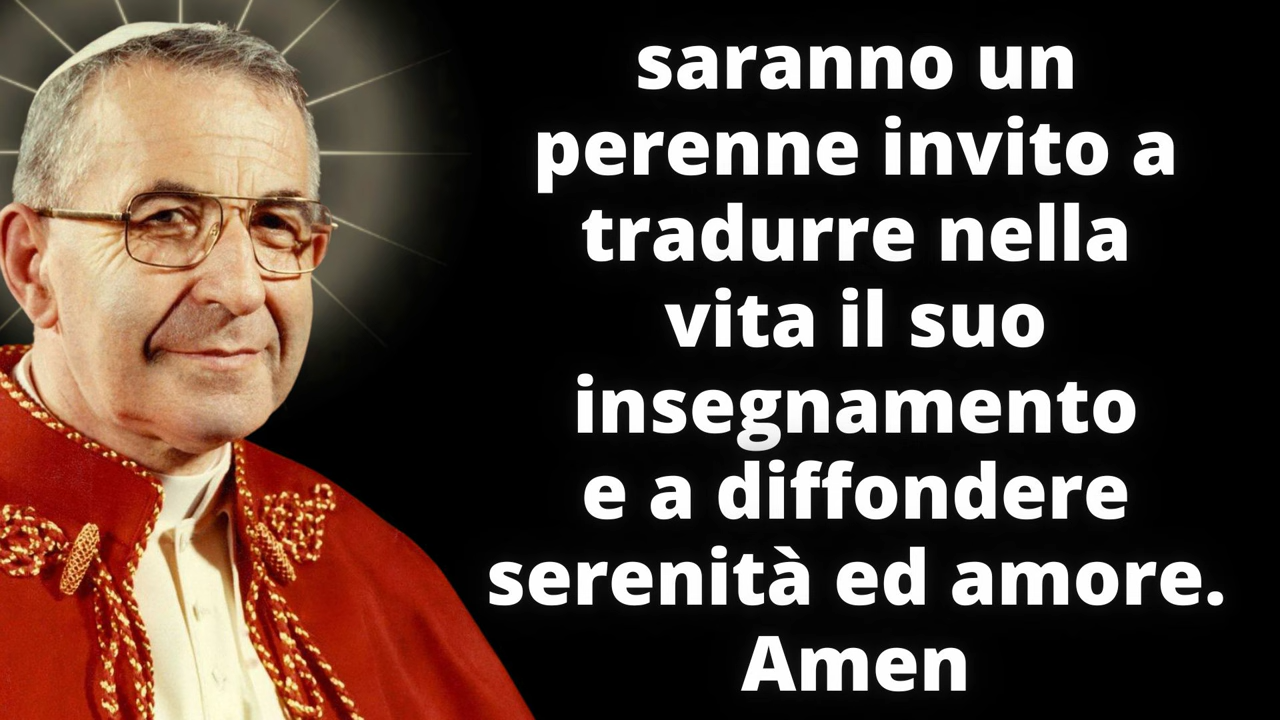 saranno un
perenne invito a
tradurre nella
vita il suo
insegnamento
e a diffondere
serenità ed amore.
Amen